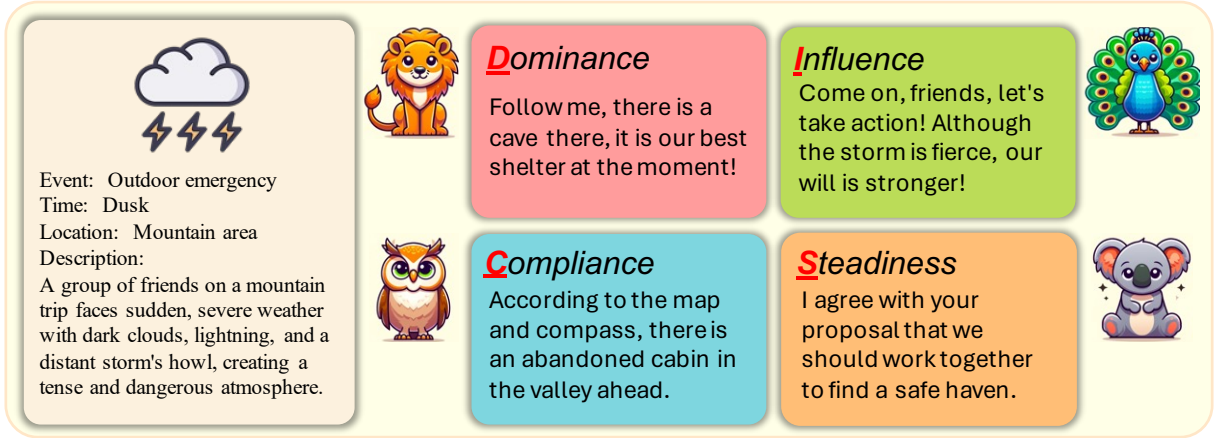 Event: Outdoor emergency
Time: Dusk
Location: Mountain area
Description:
A group of friends on a mountain
trip faces sudden, severe weather
with dark clouds, lightning, and a
distant storm's howl, creating a
tense and dangerous atmosphere.
Dominance
Follow me, there is a
cave there, it is our best
shelter at the moment!
Influence
Come on, friends, let's
take action! Although
the storm is fierce, our
will is stronger!
Compliance
According to the map
and compass, there is
an abandoned cabin in
the valley ahead.
Steadiness
I agree with your
proposal that we
should work together
to find a safe haven.